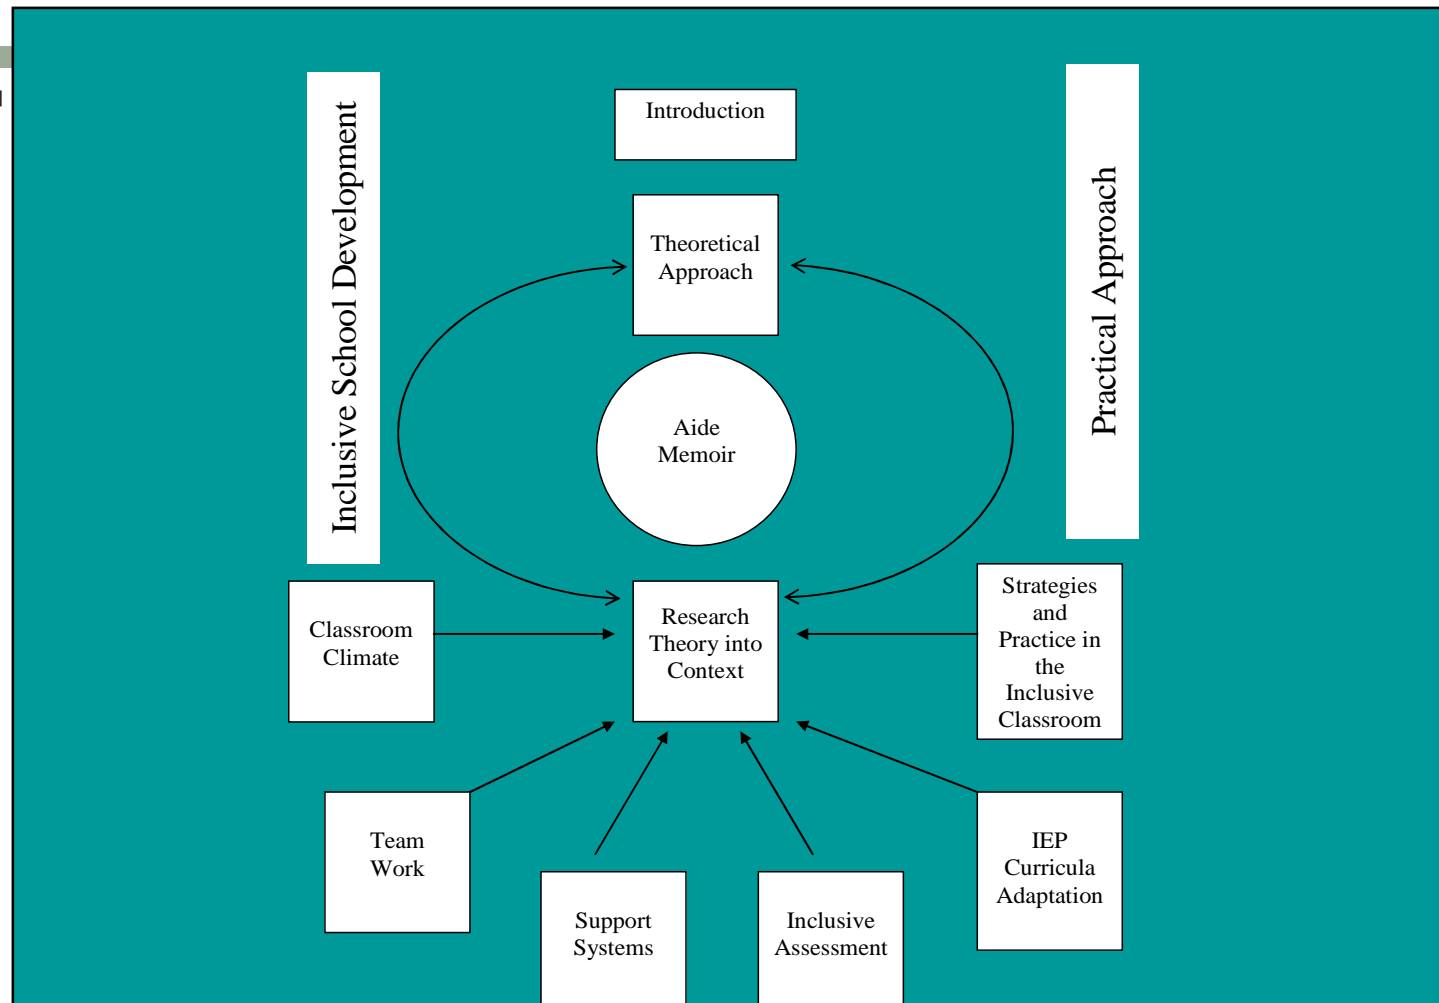 Introduction
Inclusive School Development
Practical Approach
Theoretical
Approach
Aide
Memoir
Classroom
Climate
Research
Theory into
Context
Strategies
and
Practice in
the
Inclusive
Classroom
Team
Work
Support
Systems
Inclusive
Assessment
IEP
Curricula
Adaptation